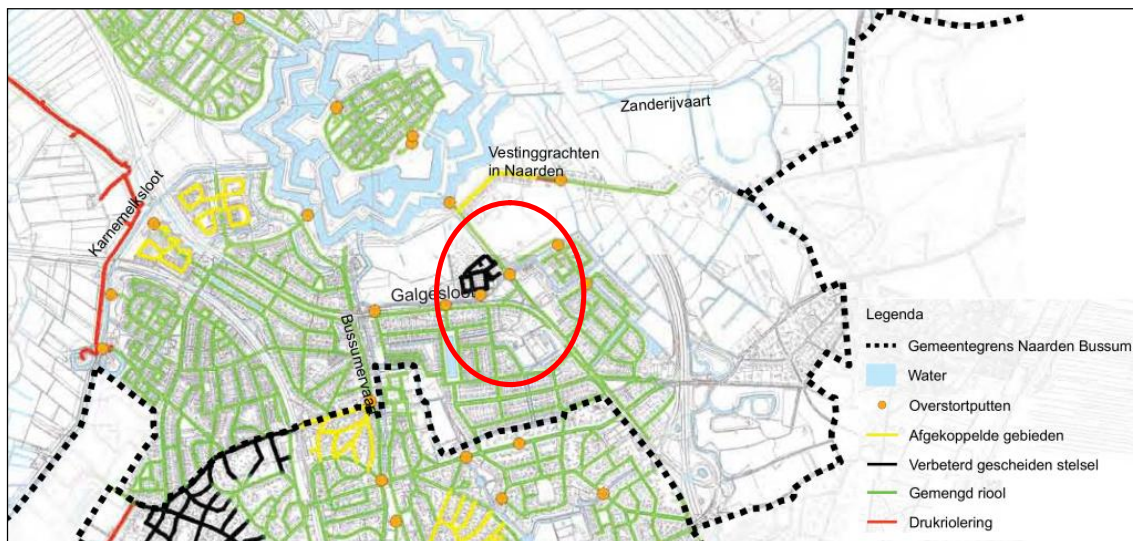 Zanderijvaart
Vestinggrachten
in Naarden
Karnemelksloot
Galgesloot
Bussumervaart
Legenda
Gemeentegrens Naarden Bussum
Water
Overstortputten
Afgekoppelde gebieden
Verbeterd gescheiden stelsel
Gemengd riool
Drukriolering